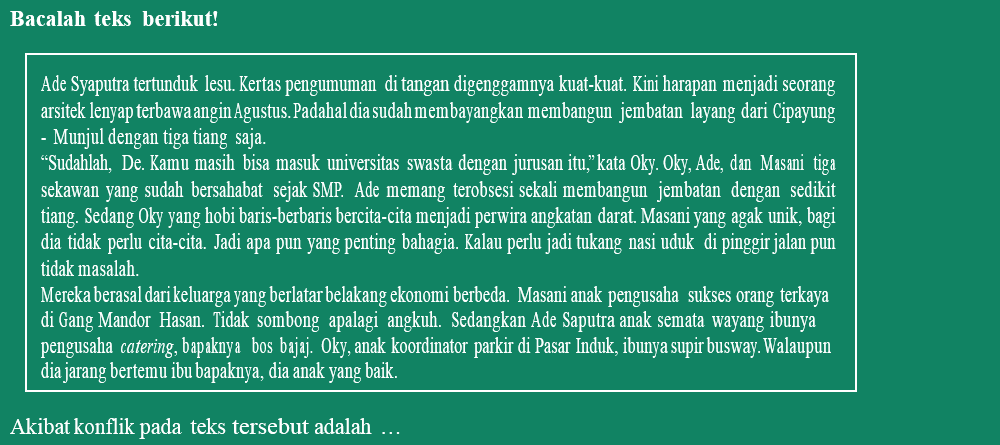 Bacalah teks berikut!
Ade Syaputra tertunduk lesu. Kertas pengumuman di tangan digenggamnya kuat-kuat. Kini harapan menjadi seorang
arsitek lenyap terbawa angin Agustus. Padahal dia sudah membayangkan membangun jembatan layang dari Cipayung
- Munjul dengan tiga tiang saja.
“Sudahlah, De. Kamu masih bisa masuk universitas swasta dengan jurusan itu,” kata Oky. Oky, Ade, dan Masani tiga
sekawan yang sudah bersahabat sejak SMP. Ade memang terobsesi sekali membangun jembatan dengan sedikit
tiang. Sedang Oky yang hobi baris-berbaris bercita-cita menjadi perwira angkatan darat. Masani yang agak unik, bagi
dia tidak perlu cita-cita. Jadi apa pun yang penting bahagia. Kalau perlu jadi tukang nasi uduk di pinggir jalan pun
tidak masalah.
Mereka berasal dari keluarga yang berlatar belakang ekonomi berbeda. Masani anak pengusaha sukses orang terkaya
di Gang Mandor Hasan. Tidak sombong apalagi angkuh. Sedangkan Ade Saputra anak semata wayang ibunya
pengusaha catering, bapaknya bos bajaj. Oky, anak koordinator parkir di Pasar Induk, ibunya supir busway. Walaupun
dia jarang bertemu ibu bapaknya, dia anak yang baik.
Akibat konflik pada teks tersebut adalah …